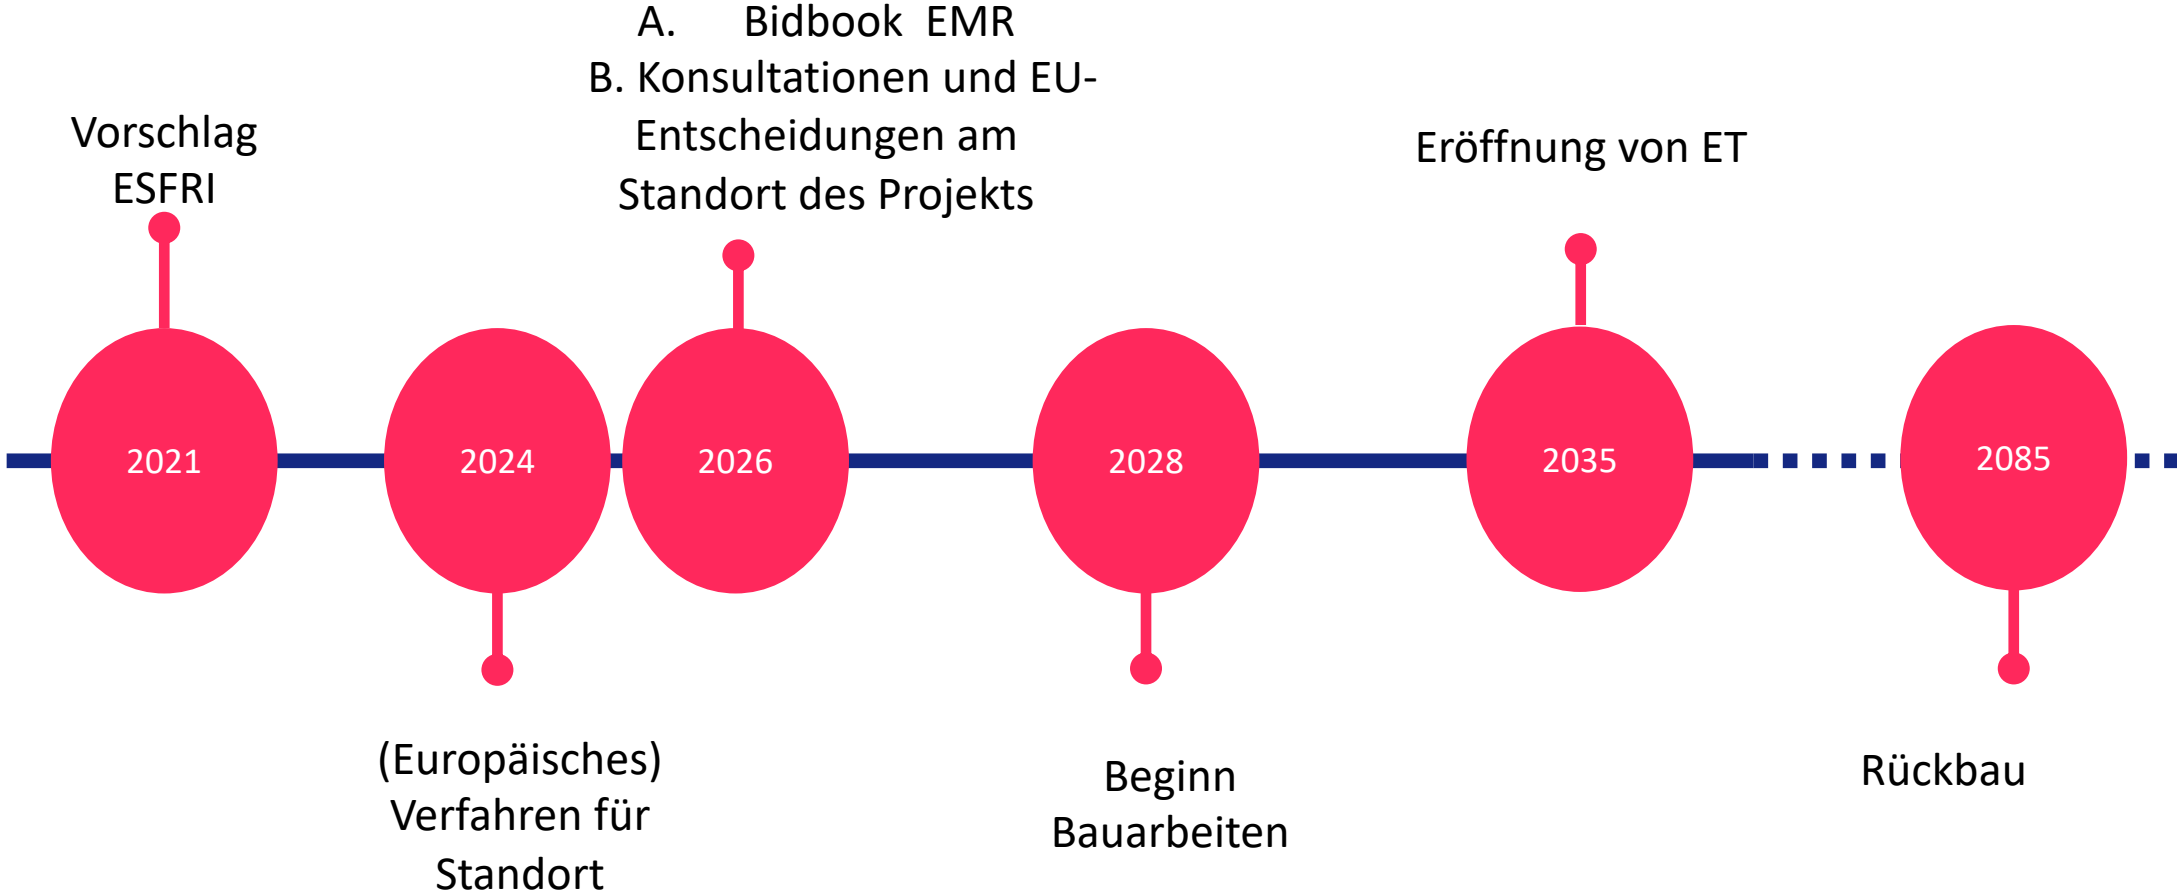 A. Bidbook EMR
B. Konsultationen und EU-
Entscheidungen am
Standort des Projekts
Vorschlag
ESFRI
Eröffnung von ET
2021
2024
2026
2028
2035
2085
(Europäisches)
Verfahren für
Standort
Beginn
Bauarbeiten
Rückbau